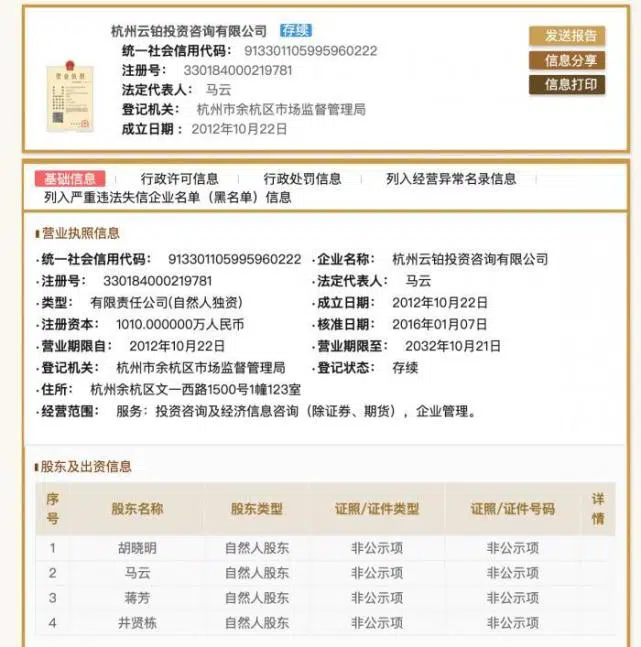 杭州云铂投资咨询有限公司 存续
发送报告
统一社会信用代码： 913301105995960222
信息分享
注册号： 330184000219781
信息打印
法定代表人： 马云
登记机关： 杭州市余杭区市场监督管理局
成立日期： 2012年10月22日
营业执照
基础信息 行政许可信息 行政处罚信息 列入经营异常名录信息
列入严重违法失信企业名单（黑名单）信息
营业执照信息
·统一社会信用代码： 913301105995960222 ·企业名称： 杭州云铂投资咨询有限公司
·注册号： 330184000219781 ·法定代表人： 马云
·类型： 有限责任公司(自然人独资) ·成立日期： 2012年10月22日
·注册资本： 1010.000000万人民币 ·核准日期： 2016年01月07日
·营业期限自： 2012年10月22日 ·营业期限至： 2032年10月21日
·登记机关： 杭州市余杭区市场监督管理局 ·登记状态： 存续
·住所： 杭州余杭区文一西路1500号1幢123室
·经营范围： 服务：投资咨询及经济信息咨询（除证券、期货），企业管理。
股东及出资信息
序号 股东名称 股东类型 证照/证件类型 证照/证件号码 详情
1 胡晓明 自然人股东 非公示项 非公示项
2 马云 自然人股东 非公示项 非公示项
3 蒋芳 自然人股东 非公示项 非公示项
4 井贤栋 自然人股东 非公示项 非公示项